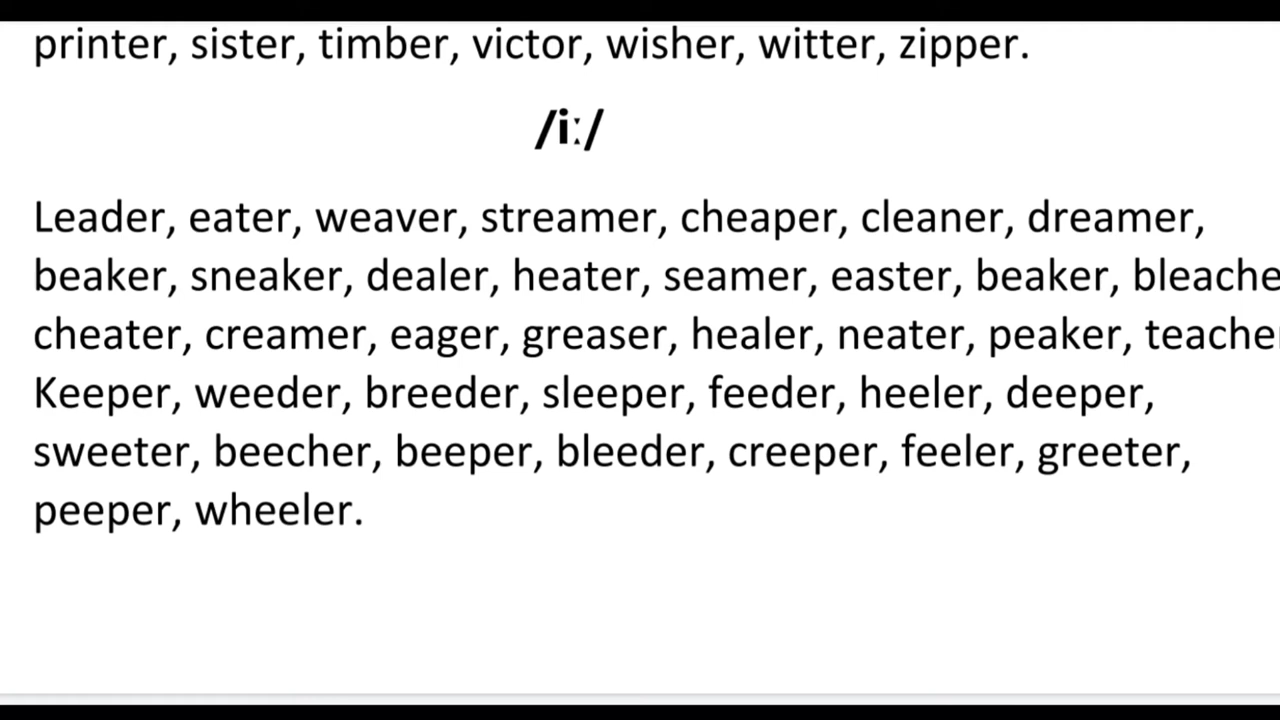 printer, sister, timber, victor, wisher, witter, zipper.
/iː/
Leader, eater, weaver, streamer, cheaper, cleaner, dreamer,
beaker, sneaker, dealer, heater, seamer, easter, beaker, bleache
cheater, creamer, eager, greaser, healer, neater, peaker, teache
Keeper, weeder, breeder, sleeper, feeder, heeler, deeper,
sweeter, beecher, beeper, bleeder, creeper, feeler, greeter,
peeper, wheeler.